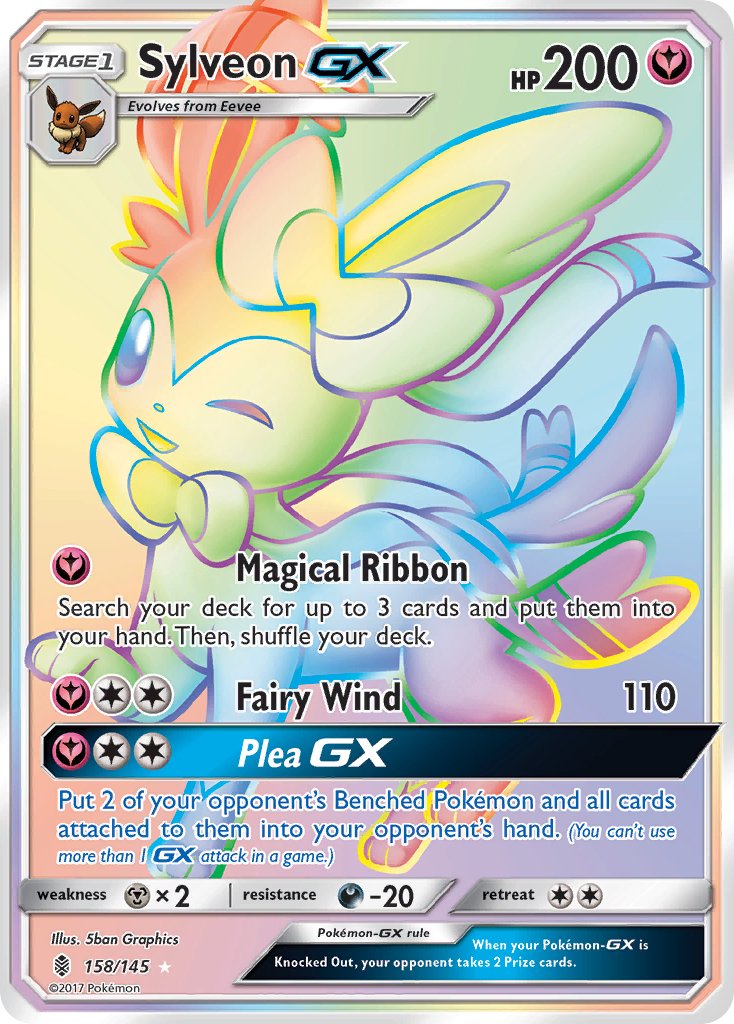 STAGE1
Sylveon GX
HP200
Evolves from Eevee
Magical Ribbon
Search your deck for up to 3 cards and put them into
your hand. Then, shuffle your deck.
Fairy Wind 110
Plea GX
Put 2 of your opponent's Benched Pokémon and all cards
attached to them into your opponent's hand. (You can't use
more than 1 GX attack in a game.)
weakness ×2 resistance -20 retreat
Illus. 5ban Graphics
158/145
©2017 Pokémon
Pokémon-GX rule
When your Pokémon-GX is
Knocked Out, your opponent takes 2 Prize cards.